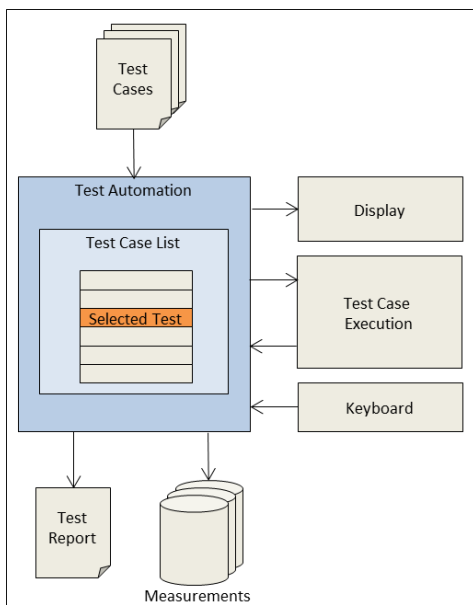 Test
Cases
Test Automation
Display
Test Case List
Selected Test
Test Case
Execution
Keyboard
Test
Report
Measurements